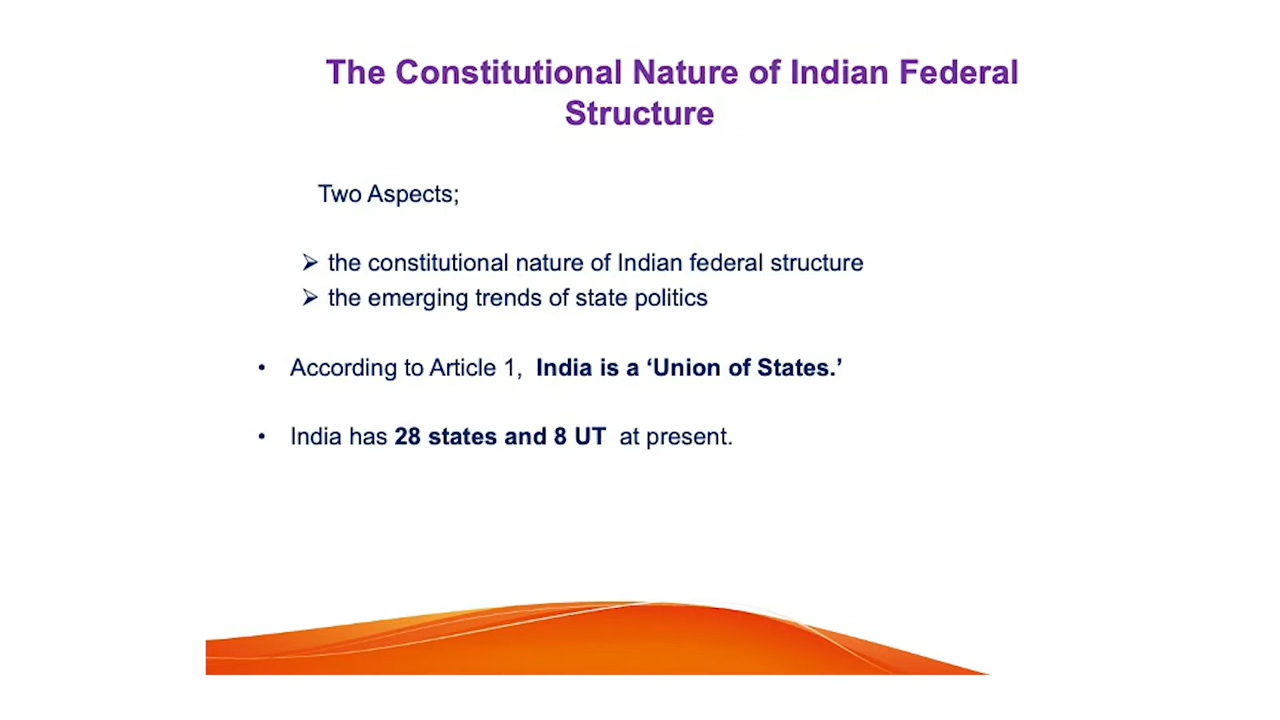 The Constitutional Nature of Indian Federal
Structure
Two Aspects;
➢ the constitutional nature of Indian federal structure
➢ the emerging trends of state politics
• According to Article 1, India is a ‘Union of States.’
• India has 28 states and 8 UT at present.